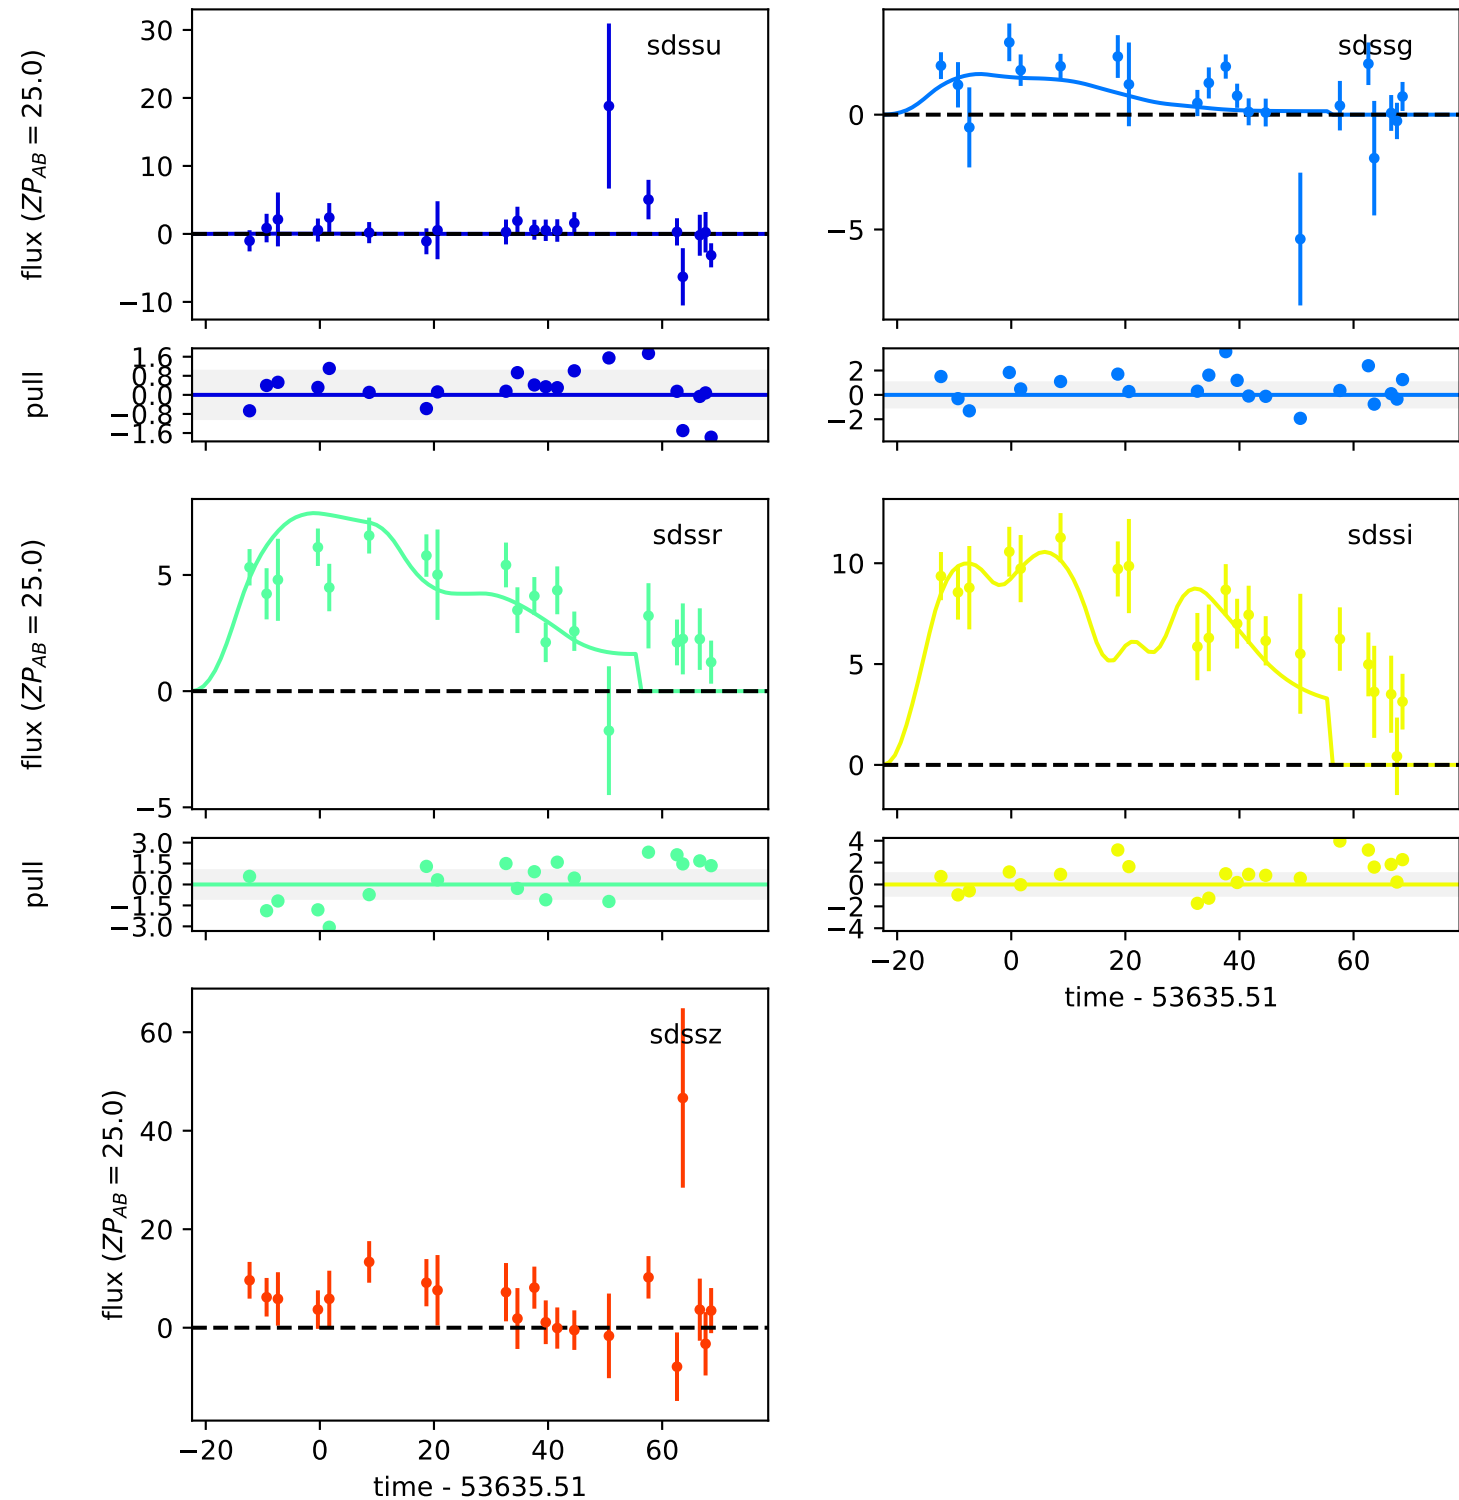 sdssu
flux (ZP_AB = 25.0)
30
20
10
0
−10
sdssg
0
−5
pull
1.6
0.8
0.0
−0.8
−1.6
2
0
−2
sdssr
flux (ZP_AB = 25.0)
5
0
−5
sdssi
10
5
0
pull
3.0
1.5
0.0
−1.5
−3.0
4
2
0
−2
−4
−20 0 20 40 60
time - 53635.51
sdssz
flux (ZP_AB = 25.0)
60
40
20
0
−20 0 20 40 60
time - 53635.51